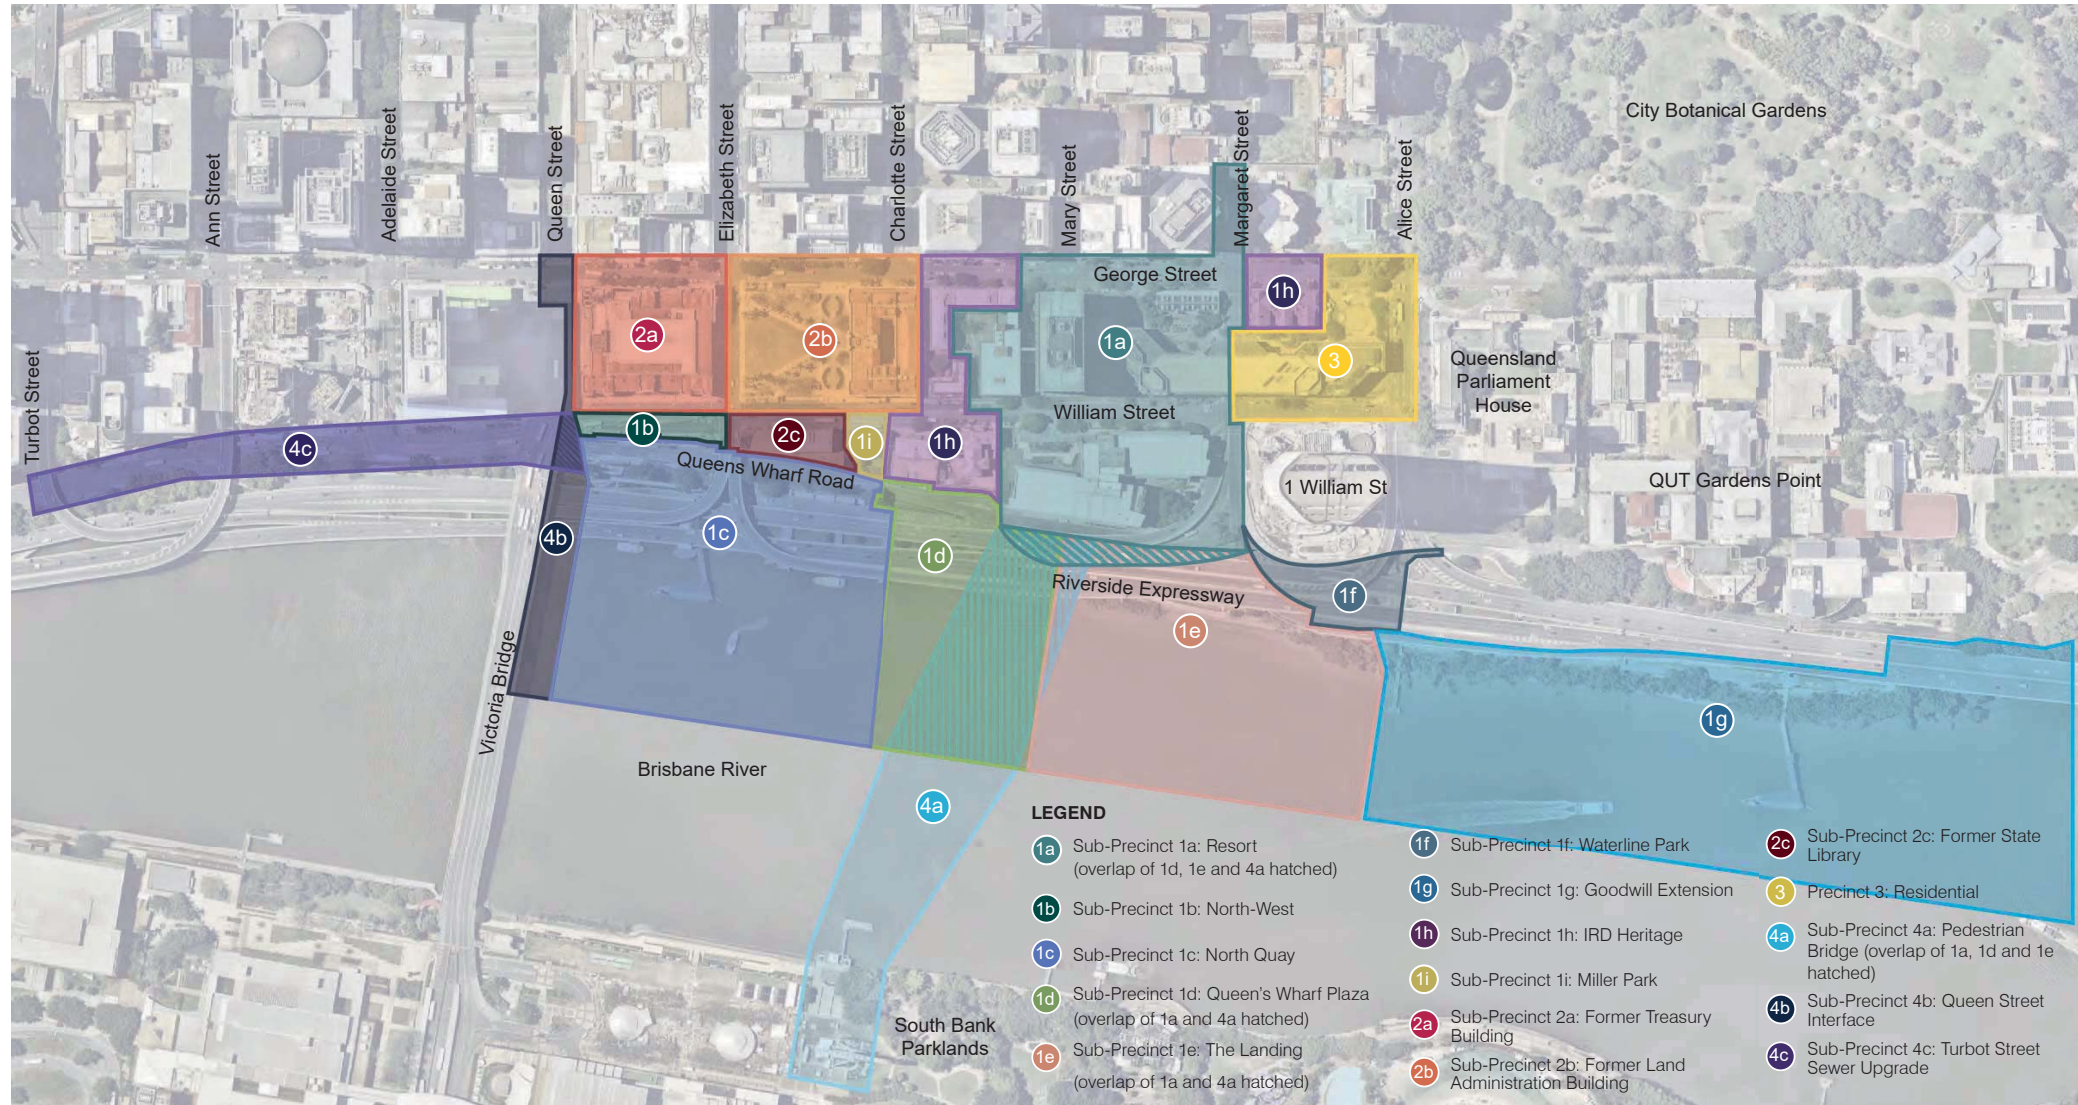 City Botanical Gardens
Ann Street
Adelaide Street
Queen Street
Elizabeth Street
Charlotte Street
Mary Street
Margaret Street
Alice Street
George Street
1h
2a
2b
1a
3
Turbot Street
Queensland
Parliament
House
William Street
1b
2c
1i
1h
4c
Queens Wharf Road
1 William St
QUT Gardens Point
4b
1c
1d
Riverside Expressway
1f
1e
Victoria Bridge
1g
Brisbane River
4a
South Bank
Parklands
LEGEND
1a Sub-Precinct 1a: Resort
(overlap of 1d, 1e and 4a hatched)
1b Sub-Precinct 1b: North-West
1c Sub-Precinct 1c: North Quay
1d Sub-Precinct 1d: Queen's Wharf Plaza
(overlap of 1a and 4a hatched)
1e Sub-Precinct 1e: The Landing
(overlap of 1a and 4a hatched)
1f Sub-Precinct 1f: Waterline Park
1g Sub-Precinct 1g: Goodwill Extension
1h Sub-Precinct 1h: IRD Heritage
1i Sub-Precinct 1i: Miller Park
2a Sub-Precinct 2a: Former Treasury
Building
2b Sub-Precinct 2b: Former Land
Administration Building
2c Sub-Precinct 2c: Former State
Library
3 Precinct 3: Residential
4a Sub-Precinct 4a: Pedestrian
Bridge (overlap of 1a, 1d and 1e
hatched)
4b Sub-Precinct 4b: Queen Street
Interface
4c Sub-Precinct 4c: Turbot Street
Sewer Upgrade